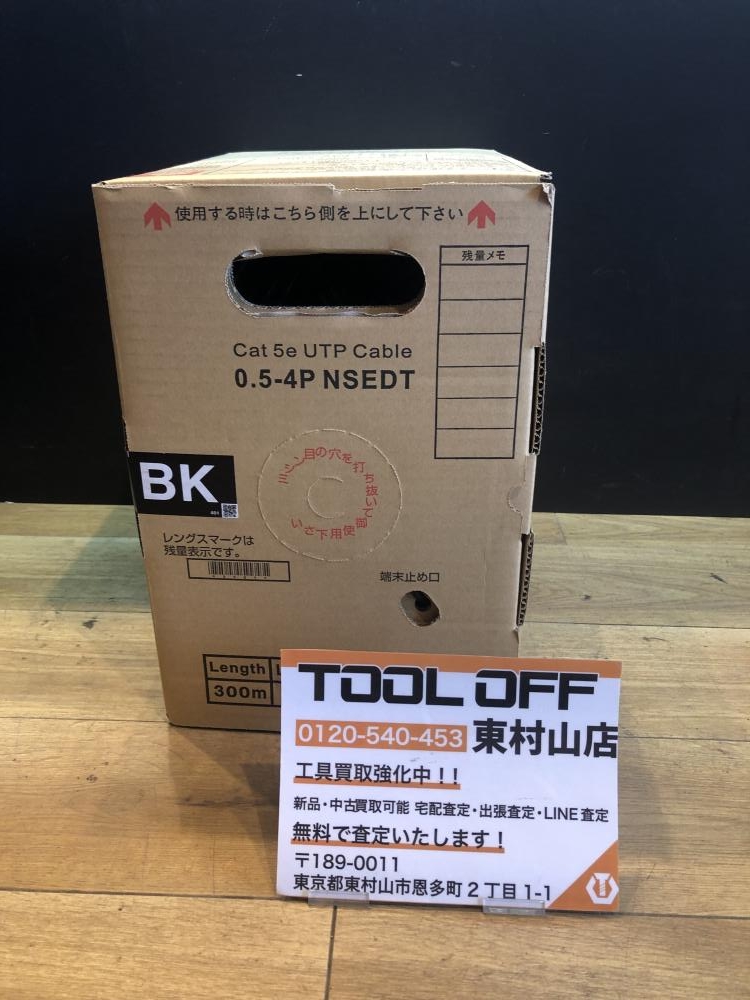 使用する時はこちら側を上にして下さい
残量メモ
Cat 5e UTP Cable
0.5-4P NSEDT
BK
ミシン目の穴を打ち抜いて御使用下さい
レングスマークは
残量表示です。
端末止め口
Length
300m
TOOL OFF
0120-540-453 東村山店
工具買取強化中!!
新品・中古買取可能 宅配査定・出張査定・LINE査定
無料で査定いたします!
〒189-0011
東京都東村山市恩多町2丁目1-1